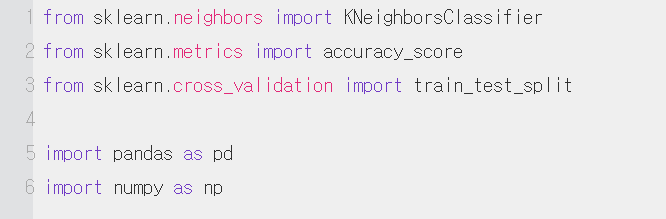 1 from sklearn.neighbors import KNeighborsClassifier
2 from sklearn.metrics import accuracy_score
3 from sklearn.cross_validation import train_test_split
4
5 import pandas as pd
6 import numpy as np